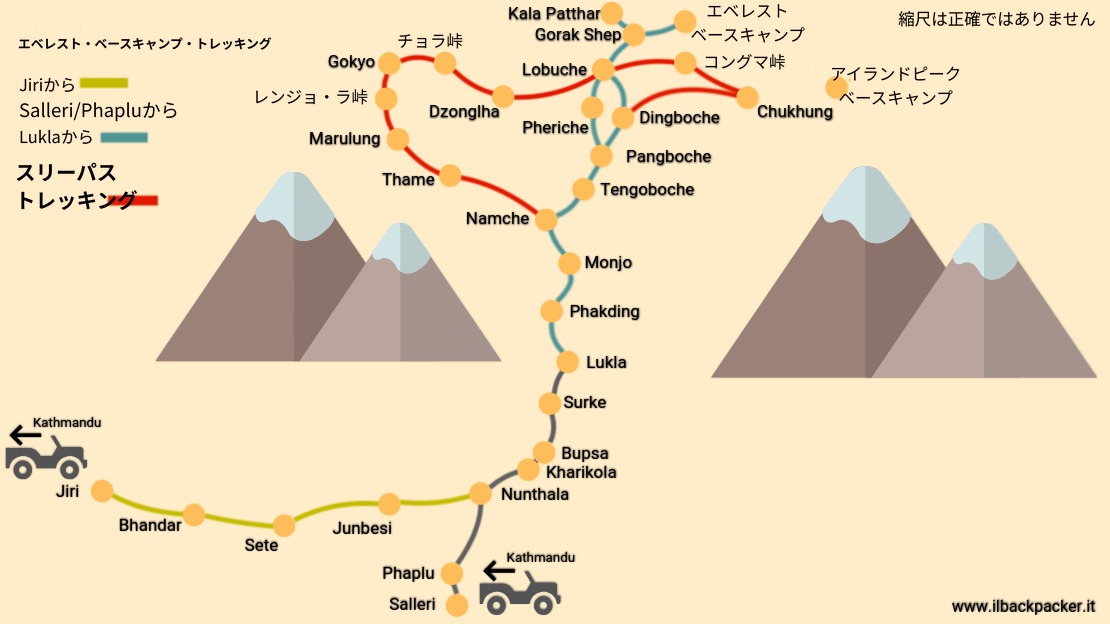 Kala Patthar
エベレスト
ベースキャンプ
縮尺は正確ではありません
Gorak Shep
エベレスト・ベースキャンプ・トレッキング
チョラ峠
Gokyo
Lobuche
コングマ峠
アイランドピーク
ベースキャンプ
Jiriから
Salleri/Phapluから
Luklaから
レンジョ・ラ峠
Dzonglha
Chukhung
Pheriche
Dingboche
Marulung
Pangboche
スリーパス
トレッキング
Thame
Tengoboche
Namche
Monjo
Phakding
Lukla
Surke
Kathmandu
Bupsa
Kharikola
Jiri
Nunthala
Bhandar
Junbesi
Sete
Kathmandu
Phaplu
Salleri
www.ilbackpacker.it